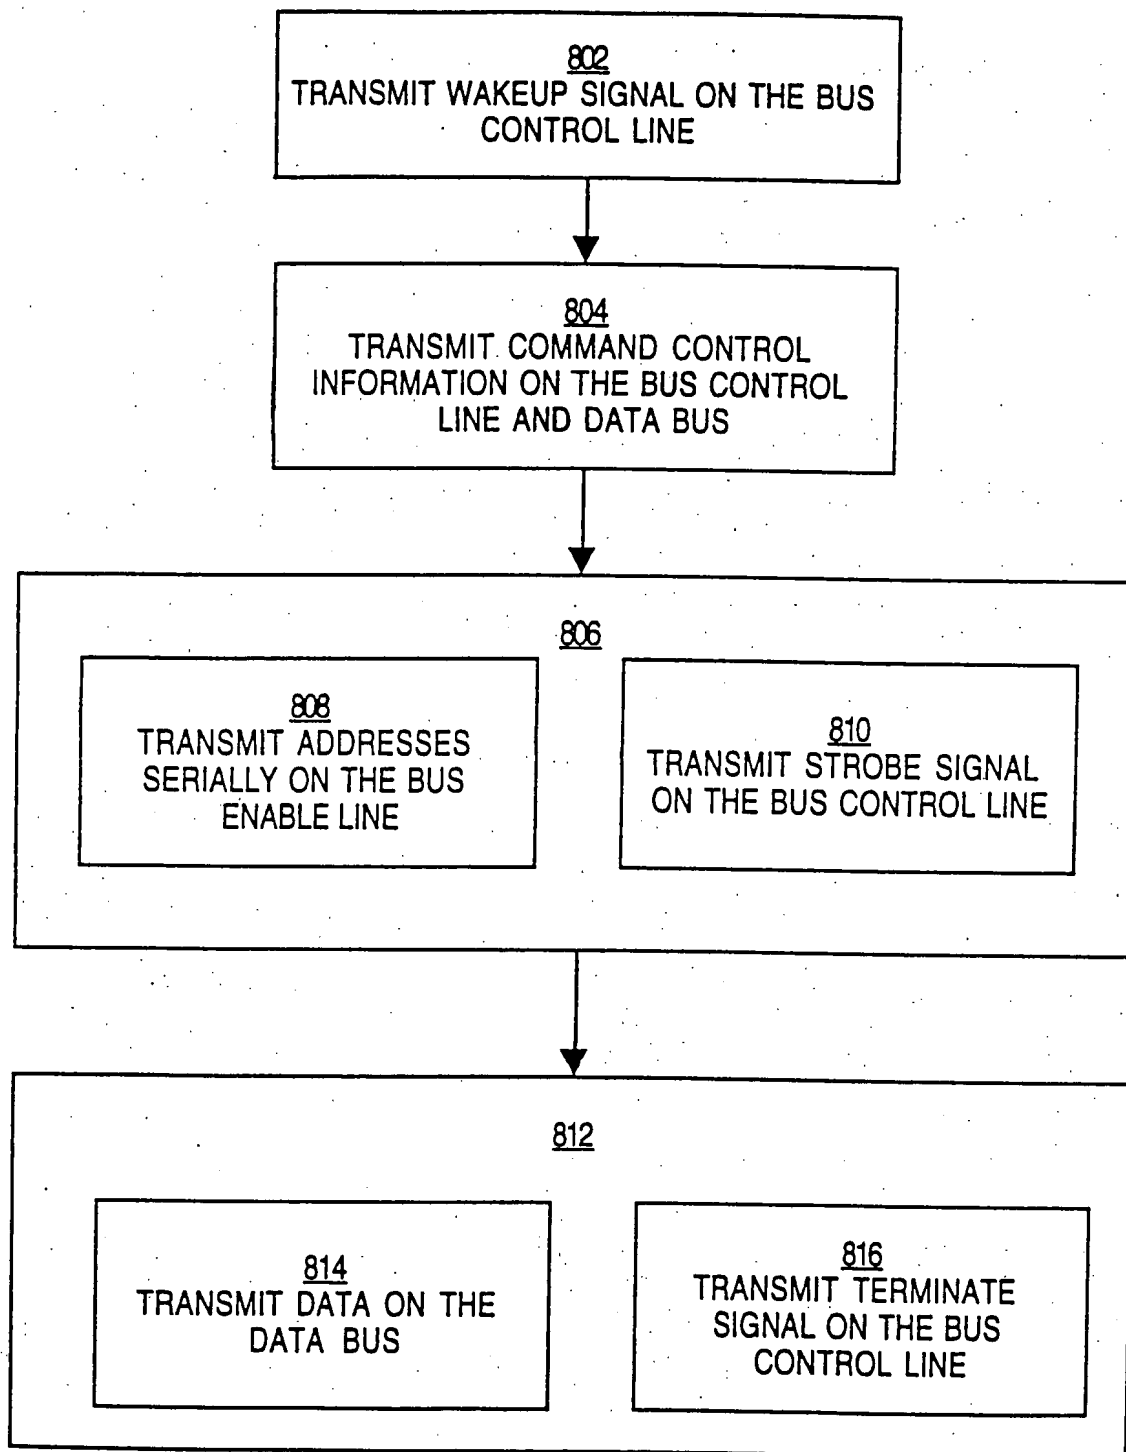 802
TRANSMIT WAKEUP SIGNAL ON THE BUS
CONTROL LINE
804
TRANSMIT COMMAND CONTROL
INFORMATION ON THE BUS CONTROL
LINE AND DATA BUS
806
808
TRANSMIT ADDRESSES
SERIALLY ON THE BUS
ENABLE LINE
810
TRANSMIT STROBE SIGNAL
ON THE BUS CONTROL LINE
812
814
TRANSMIT DATA ON THE
DATA BUS
816
TRANSMIT TERMINATE
SIGNAL ON THE BUS
CONTROL LINE